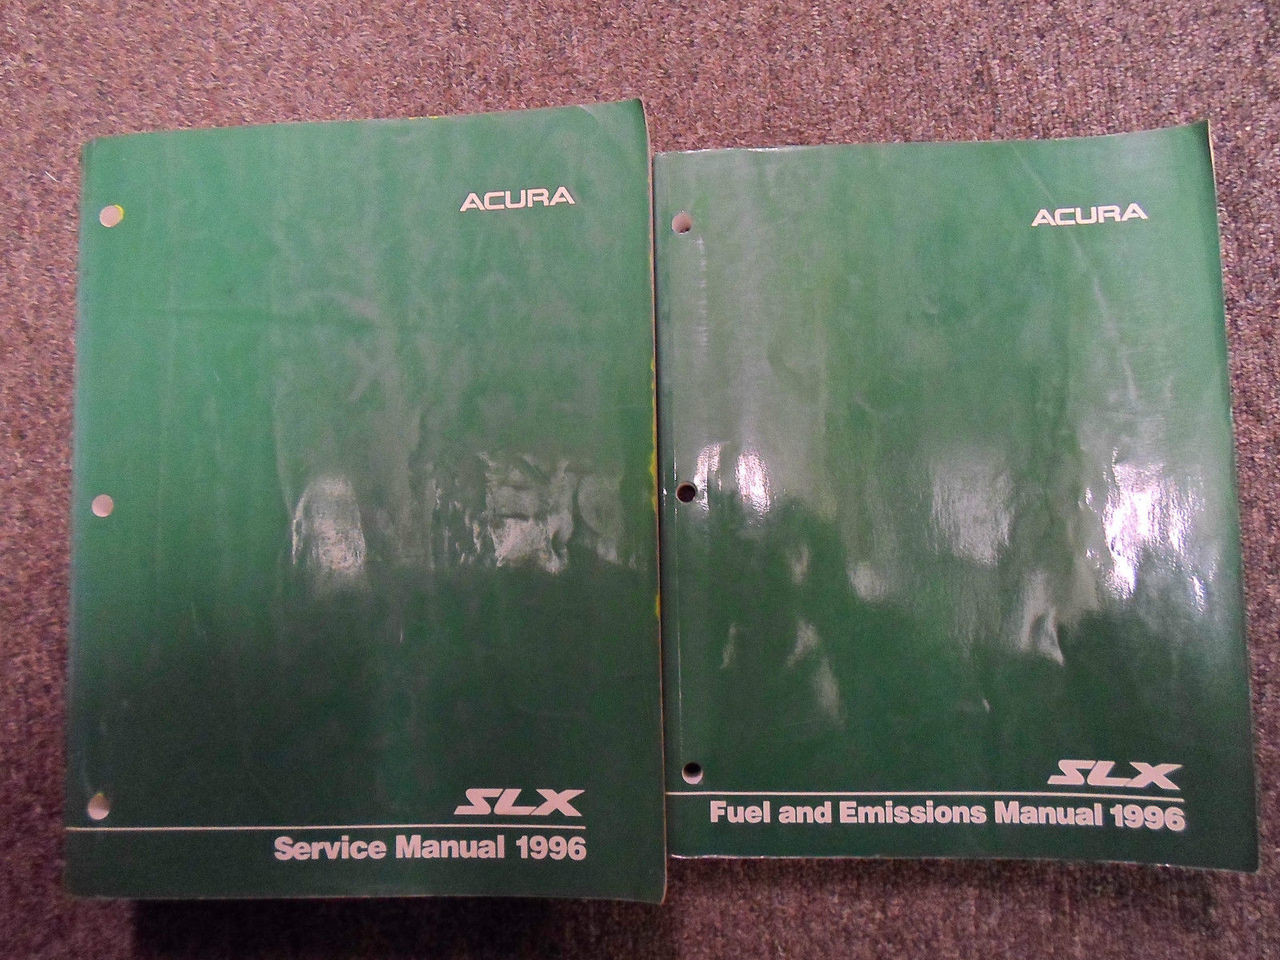 ACURA
SLX
Service Manual 1996
ACURA
SLX
Fuel and Emissions Manual 1996